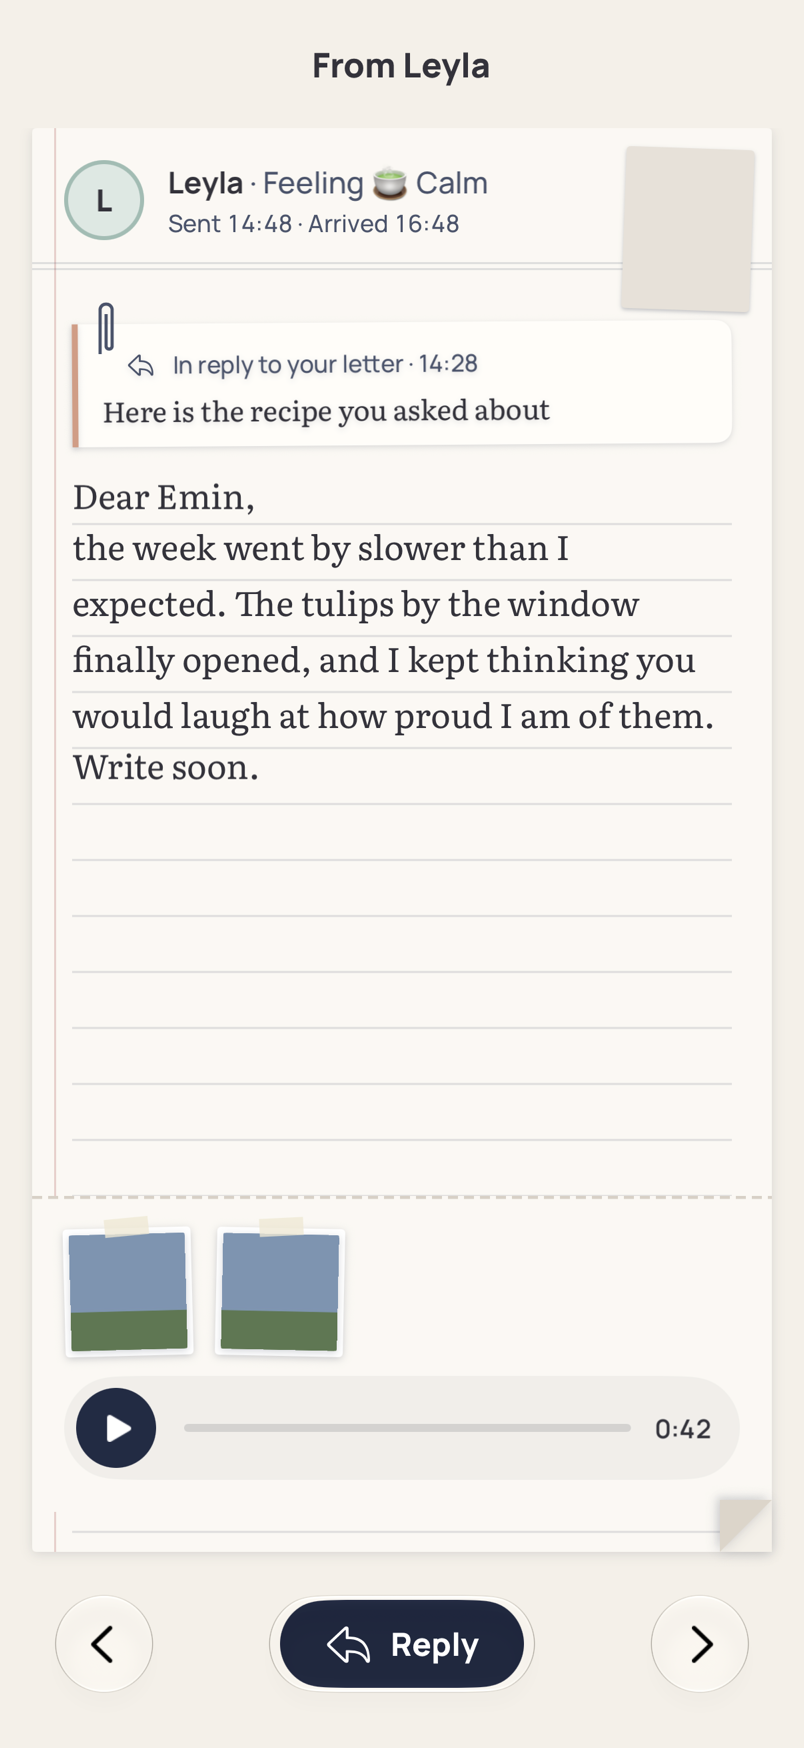 From Leyla
L
Leyla · Feeling 🍵 Calm
Sent 14:48 · Arrived 16:48
In reply to your letter · 14:28
Here is the recipe you asked about
Dear Emin,
the week went by slower than I
expected. The tulips by the window
finally opened, and I kept thinking you
would laugh at how proud I am of them.
Write soon.
0:42
Reply